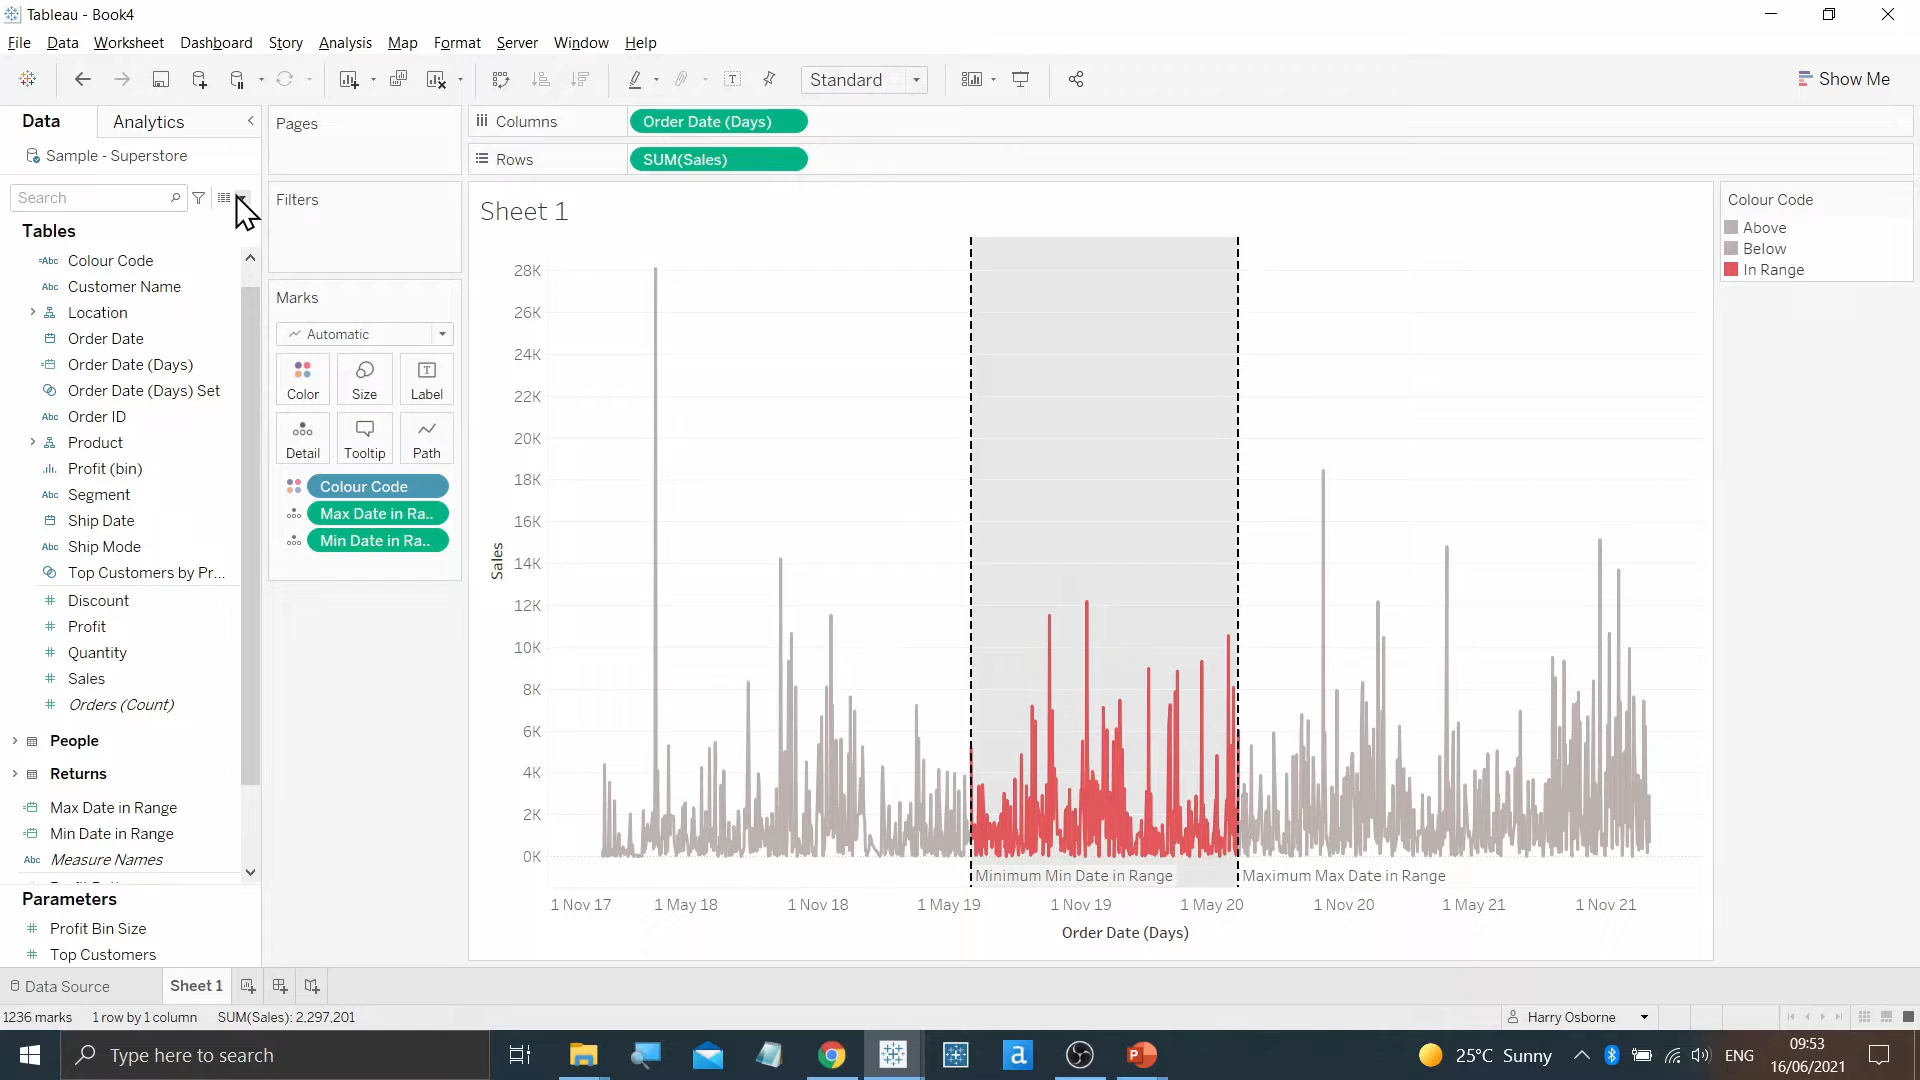 Tableau - Book4
File Data Worksheet Dashboard Story Analysis Map Format Server Window Help
Standard
Show Me
Data Analytics
Sample - Superstore
Search
Tables
Abc Colour Code
Abc Customer Name
Location
Order Date
Order Date (Days)
Order Date (Days) Set
Abc Order ID
Product
Profit (bin)
Abc Segment
Ship Date
Abc Ship Mode
Top Customers by Pr...
# Discount
# Profit
# Quantity
# Sales
# Orders (Count)
People
Returns
Max Date in Range
Min Date in Range
Abc Measure Names
Parameters
# Profit Bin Size
# Top Customers
Pages
Filters
Marks
Automatic
Color Size Label
Detail Tooltip Path
Colour Code
Max Date in Ra..
Min Date in Ra..
Columns Order Date (Days)
Rows SUM(Sales)
Sheet 1
28K
26K
24K
22K
20K
18K
16K
14K
12K
10K
8K
6K
4K
2K
0K
Sales
Minimum Min Date in Range Maximum Max Date in Range
1 Nov 17 1 May 18 1 Nov 18 1 May 19 1 Nov 19 1 May 20 1 Nov 20 1 May 21 1 Nov 21
Order Date (Days)
Colour Code
Above
Below
In Range
Data Source Sheet 1
1236 marks 1 row by 1 column SUM(Sales): 2,297,201
Harry Osborne
Type here to search
25°C Sunny
ENG
09:53
16/06/2021